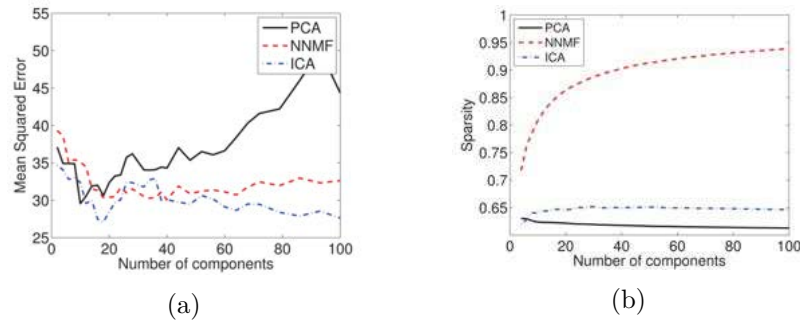 55
50
45
40
35
30
25
Mean Squared Error
PCA
NNMF
ICA
0 20 40 60 80 100
Number of components
(a)
1
0.95
0.9
0.85
0.8
0.75
0.7
0.65
Sparsity
PCA
NNMF
ICA
0 20 40 60 80 100
Number of components
(b)